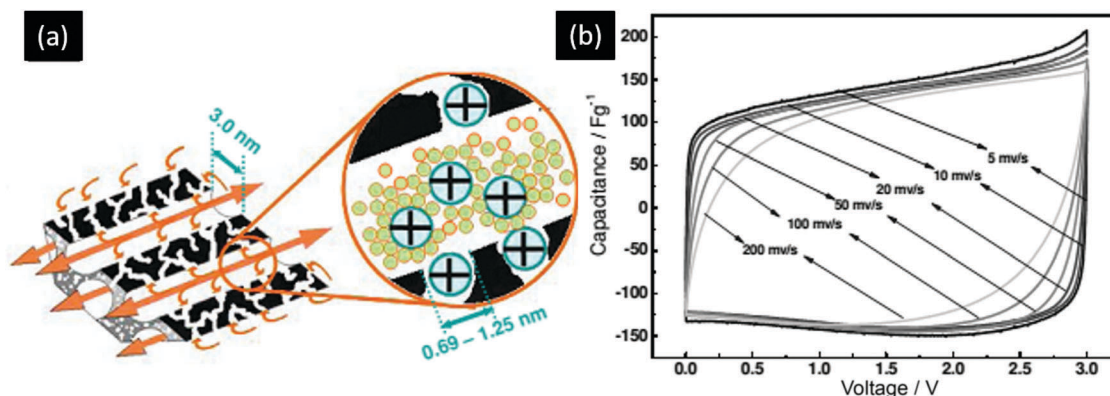 (a)
3.0 nm
0.69 – 1.25 nm
(b)
Capacitance / Fg⁻¹
200
150
100
50
0
-50
-100
-150
5 mv/s
10 mv/s
20 mv/s
50 mv/s
100 mv/s
200 mv/s
0.0 0.5 1.0 1.5 2.0 2.5 3.0
Voltage / V